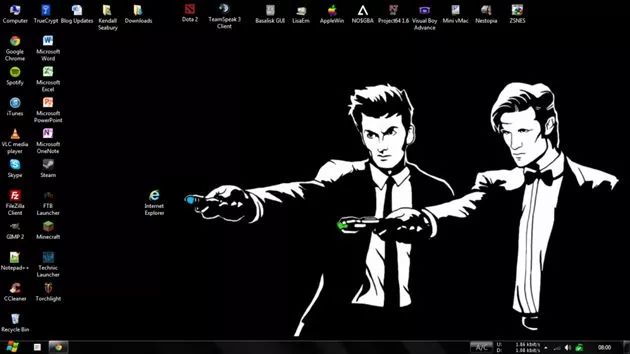 Computer
TrueCrypt
Blog Updates
Kendall
Seabury
Downloads
Dota 2
TeamSpeak 3
Client
Basalisk GUI
LisaEm
AppleWin
NO$GBA
Project64 1.6
Visual Boy
Advance
Mini vMac
Nestopia
ZSNES
Google
Chrome
Microsoft
Word
Spotify
Microsoft
Excel
iTunes
Microsoft
PowerPoint
VLC media
player
Microsoft
OneNote
Skype
Steam
FileZilla
Client
FTB
Launcher
Internet
Explorer
GIMP 2
Minecraft
Notepad++
Technic
Launcher
CCleaner
Torchlight
Recycle Bin
A/C
U: 1.86 kbit/s
D: 1.98 kbit/s
08:00